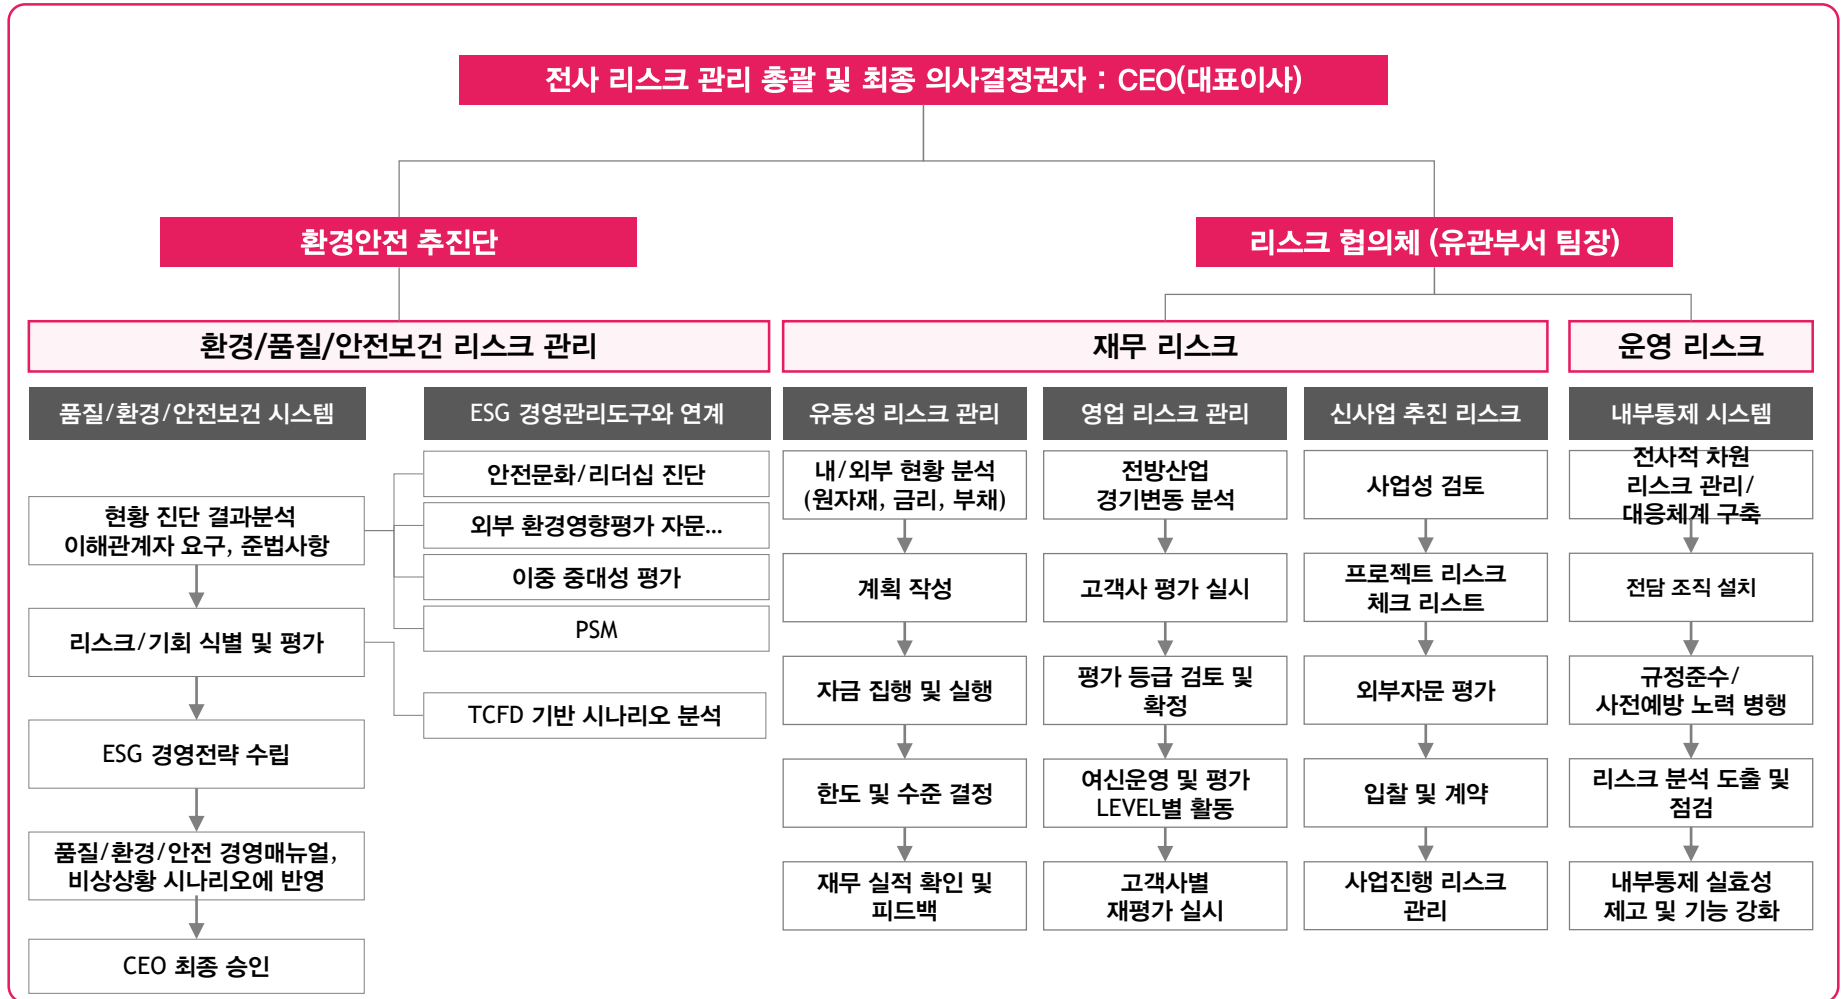 전사 리스크 관리 총괄 및 최종 의사결정권자 : CEO(대표이사)
환경안전 추진단
리스크 협의체 (유관부서 팀장)
환경/품질/안전보건 리스크 관리
재무 리스크
운영 리스크
품질/환경/안전보건 시스템
현황 진단 결과분석
이해관계자 요구, 준법사항
리스크/기회 식별 및 평가
ESG 경영전략 수립
품질/환경/안전 경영매뉴얼,
비상상황 시나리오에 반영
CEO 최종 승인
ESG 경영관리도구와 연계
안전문화/리더십 진단
외부 환경영향평가 자문...
이중 중대성 평가
PSM
TCFD 기반 시나리오 분석
유동성 리스크 관리
내/외부 현황 분석
(원자재, 금리, 부채)
계획 작성
자금 집행 및 실행
한도 및 수준 결정
재무 실적 확인 및
피드백
영업 리스크 관리
전방산업
경기변동 분석
고객사 평가 실시
평가 등급 검토 및
확정
여신운영 및 평가
LEVEL별 활동
고객사별
재평가 실시
신사업 추진 리스크
사업성 검토
프로젝트 리스크
체크 리스트
외부자문 평가
입찰 및 계약
사업진행 리스크
관리
내부통제 시스템
전사적 차원
리스크 관리/
대응체계 구축
전담 조직 설치
규정준수/
사전예방 노력 병행
리스크 분석 도출 및
점검
내부통제 실효성
제고 및 기능 강화